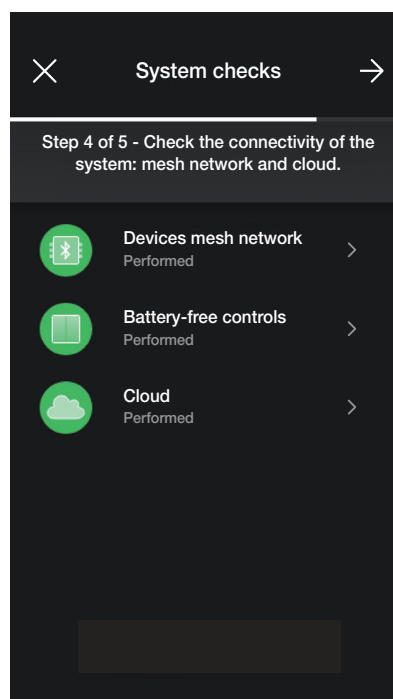 System checks
Step 4 of 5 - Check the connectivity of the
system: mesh network and cloud.
Devices mesh network
Performed
Battery-free controls
Performed
Cloud
Performed